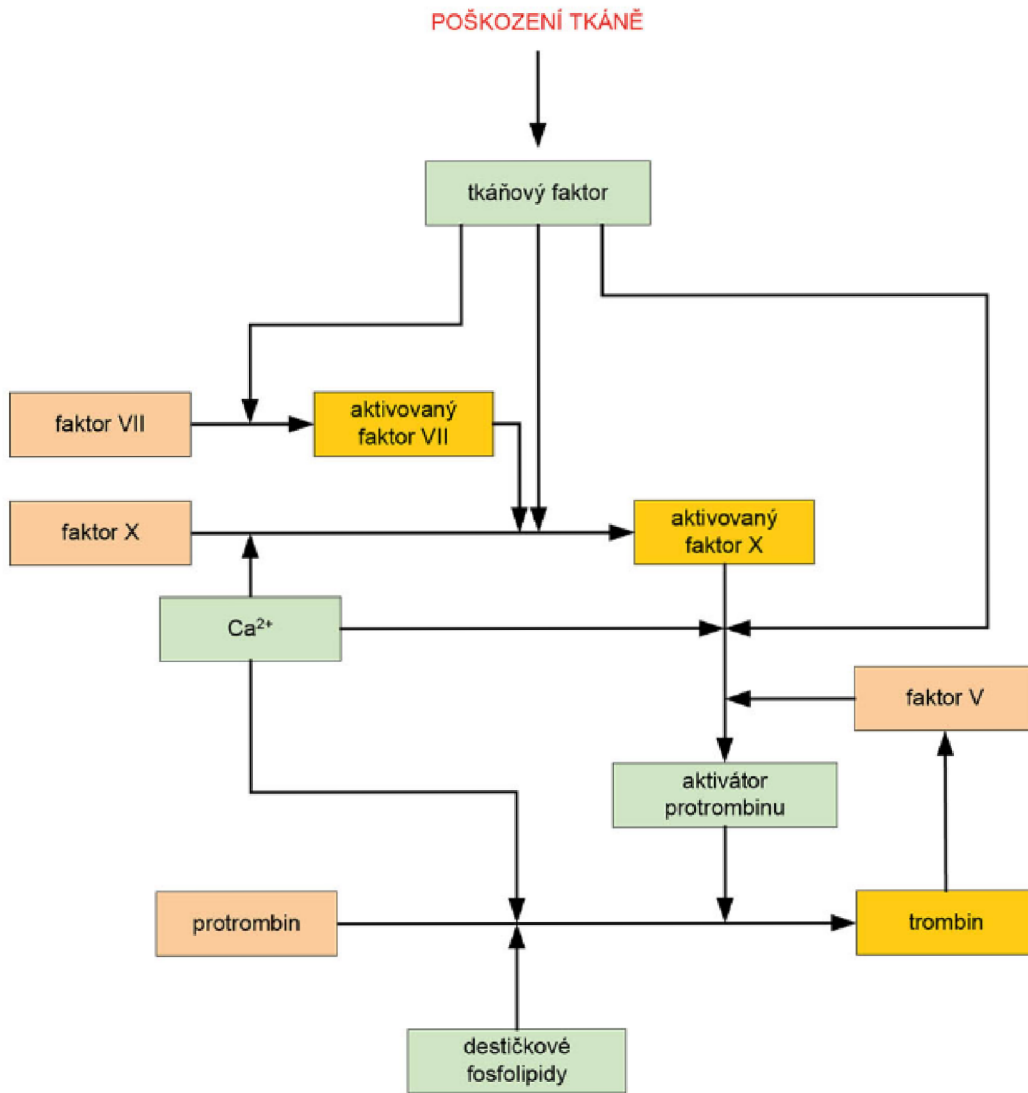 POŠKOZENÍ TKÁNĚ
tkáňový faktor
faktor VII
aktivovaný
faktor VII
faktor X
aktivovaný
faktor X
Ca²⁺
faktor V
aktivátor
protrombinu
protrombin
trombin
destičkové
fosfolipidy